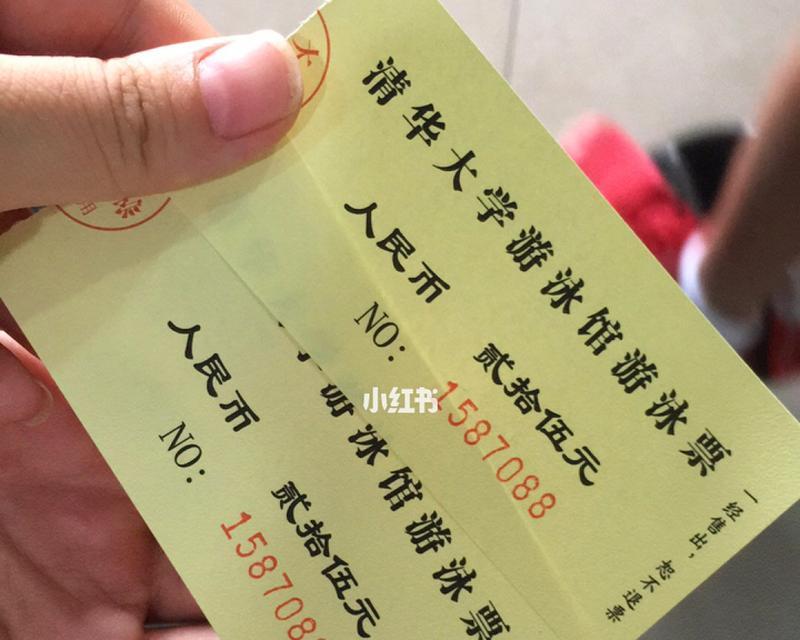 清华大学游泳馆游泳票
人民币 贰拾伍元
NO: 1587088
一经售出，恕不退票
游泳馆游泳票
人民币 贰拾伍元
NO: 158708
小红书